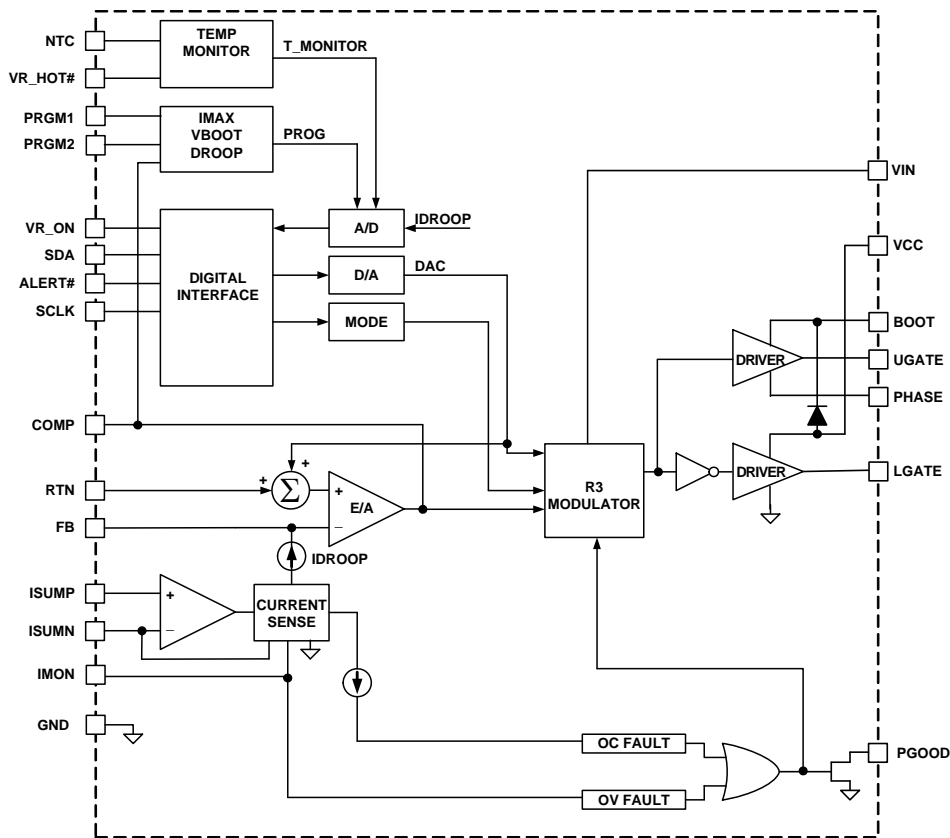 NTC
VR_HOT#
TEMP
MONITOR
T_MONITOR
PRGM1
PRGM2
IMAX
VBOOT
DROOP
PROG
VIN
VR_ON
SDA
ALERT#
SCLK
DIGITAL
INTERFACE
A/D
IDROOP
D/A
DAC
MODE
VCC
BOOT
UGATE
PHASE
DRIVER
COMP
RTN
FB
+
+
Σ
+
−
E/A
IDROOP
R3
MODULATOR
DRIVER
LGATE
ISUMP
ISUMN
IMON
GND
+
−
CURRENT
SENSE
OC FAULT
OV FAULT
PGOOD